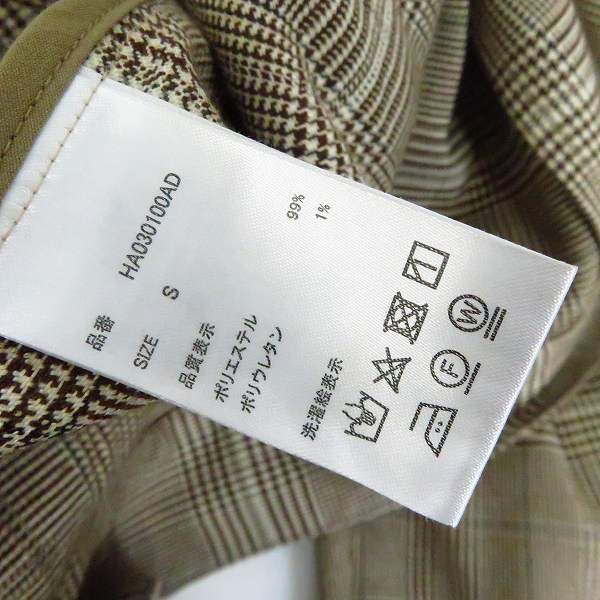 品番 HA030100AD
SIZE S
品質表示
ポリエステル 99%
ポリウレタン 1%
洗濯絵表示
F W